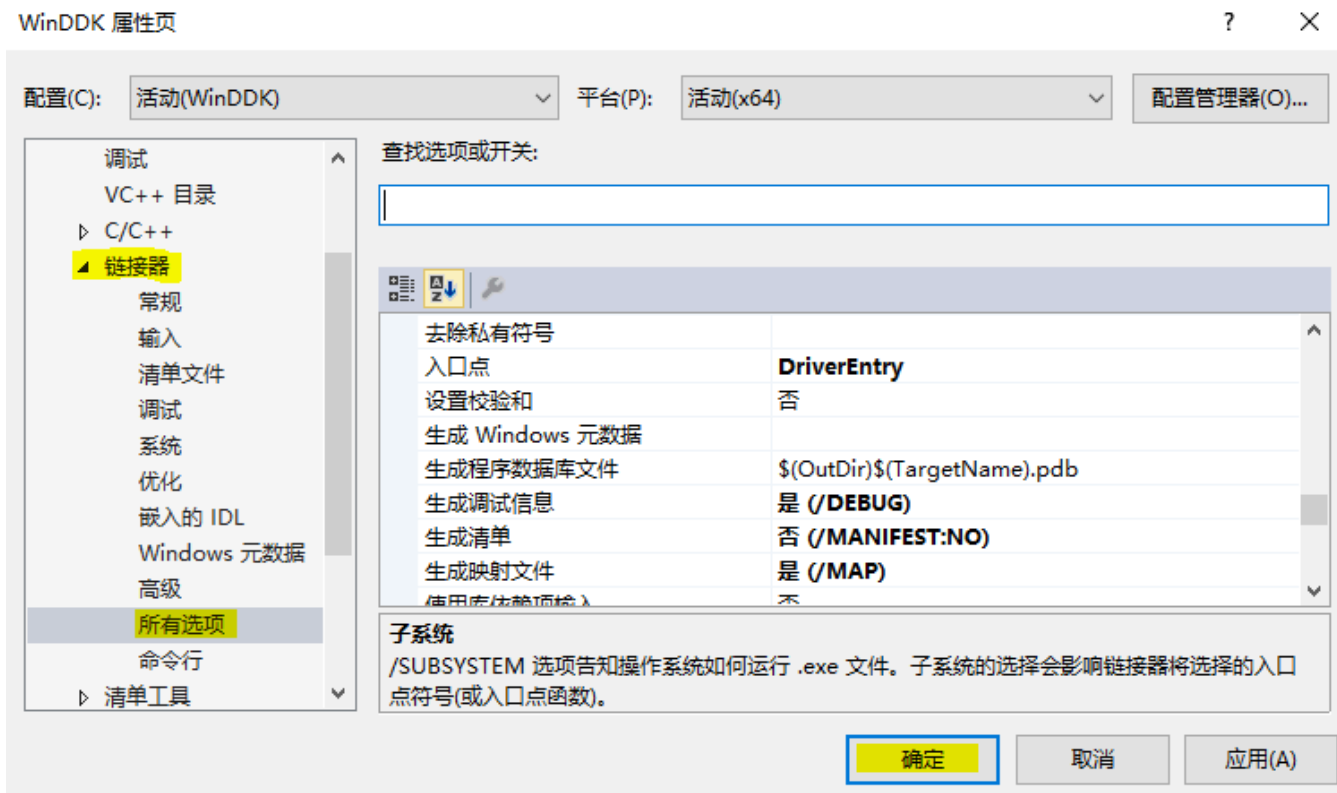 WinDDK 属性页
配置(C): 活动(WinDDK) 平台(P): 活动(x64) 配置管理器(O)...
调试
VC++ 目录
C/C++
链接器
常规
输入
清单文件
调试
系统
优化
嵌入的 IDL
Windows 元数据
高级
所有选项
命令行
清单工具
查找选项或开关:
去除私有符号
入口点 DriverEntry
设置校验和 否
生成 Windows 元数据
生成程序数据库文件 $(OutDir)$(TargetName).pdb
生成调试信息 是 (/DEBUG)
生成清单 否 (/MANIFEST:NO)
生成映射文件 是 (/MAP)
使用库依赖项输入 否
子系统
/SUBSYSTEM 选项告知操作系统如何运行 .exe 文件。子系统的选择会影响链接器将选择的入口
点符号(或入口点函数)。
确定 取消 应用(A)